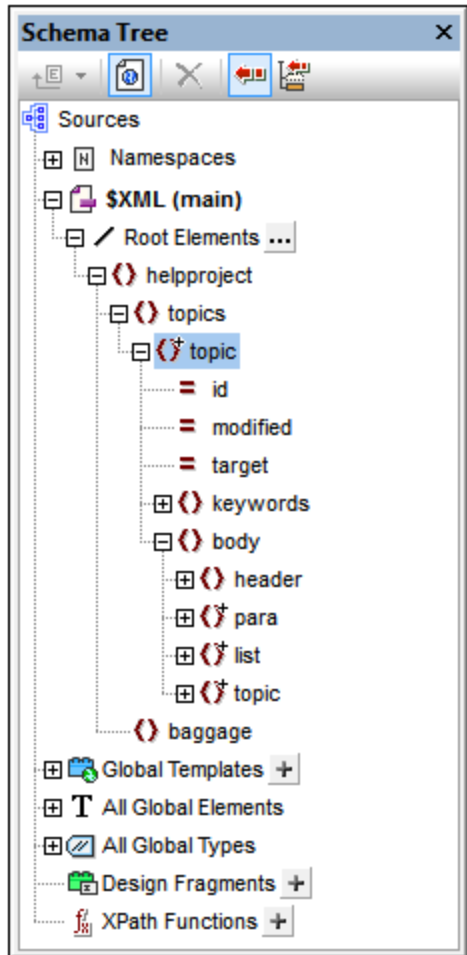 Schema Tree
Sources
Namespaces
$XML (main)
Root Elements ...
helpproject
topics
topic
id
modified
target
keywords
body
header
para
list
topic
baggage
Global Templates
All Global Elements
All Global Types
Design Fragments
XPath Functions